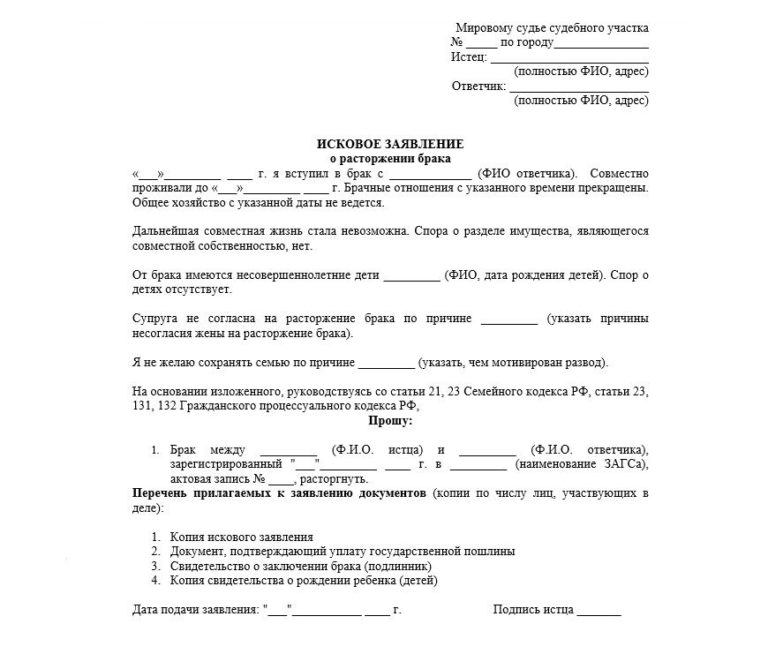 Мировому судье судебного участка
№ _____ по городу_______________
Истец: _________________________
(полностью ФИО, адрес)
Ответчик: ______________________
(полностью ФИО, адрес)
ИСКОВОЕ ЗАЯВЛЕНИЕ
о расторжении брака
«___»_________ ____ г. я вступил в брак с _____________ (ФИО ответчика). Совместно
проживали до «___»_________ ____ г. Брачные отношения с указанного времени прекращены.
Общее хозяйство с указанной даты не ведется.
Дальнейшая совместная жизнь стала невозможна. Спора о разделе имущества, являющегося
совместной собственностью, нет.
От брака имеются несовершеннолетние дети _________ (ФИО, дата рождения детей). Спор о
детях отсутствует.
Супруга не согласна на расторжение брака по причине _________ (указать причины
несогласия жены на расторжение брака).
Я не желаю сохранять семью по причине _________ (указать, чем мотивирован развод).
На основании изложенного, руководствуясь со статьи 21, 23 Семейного кодекса РФ, статьи 23,
131, 132 Гражданского процессуального кодекса РФ,
Прошу:
1. Брак между _________ (Ф.И.О. истца) и _________ (Ф.И.О. ответчика),
зарегистрированный "___"_________ ____ г. в _________ (наименование ЗАГСа),
актовая запись № ____, расторгнуть.
Перечень прилагаемых к заявлению документов (копии по числу лиц, участвующих в
деле):
1. Копия искового заявления
2. Документ, подтверждающий уплату государственной пошлины
3. Свидетельство о заключении брака (подлинник)
4. Копия свидетельства о рождении ребенка (детей)
Дата подачи заявления: "___"___________ ____ г. Подпись истца _______